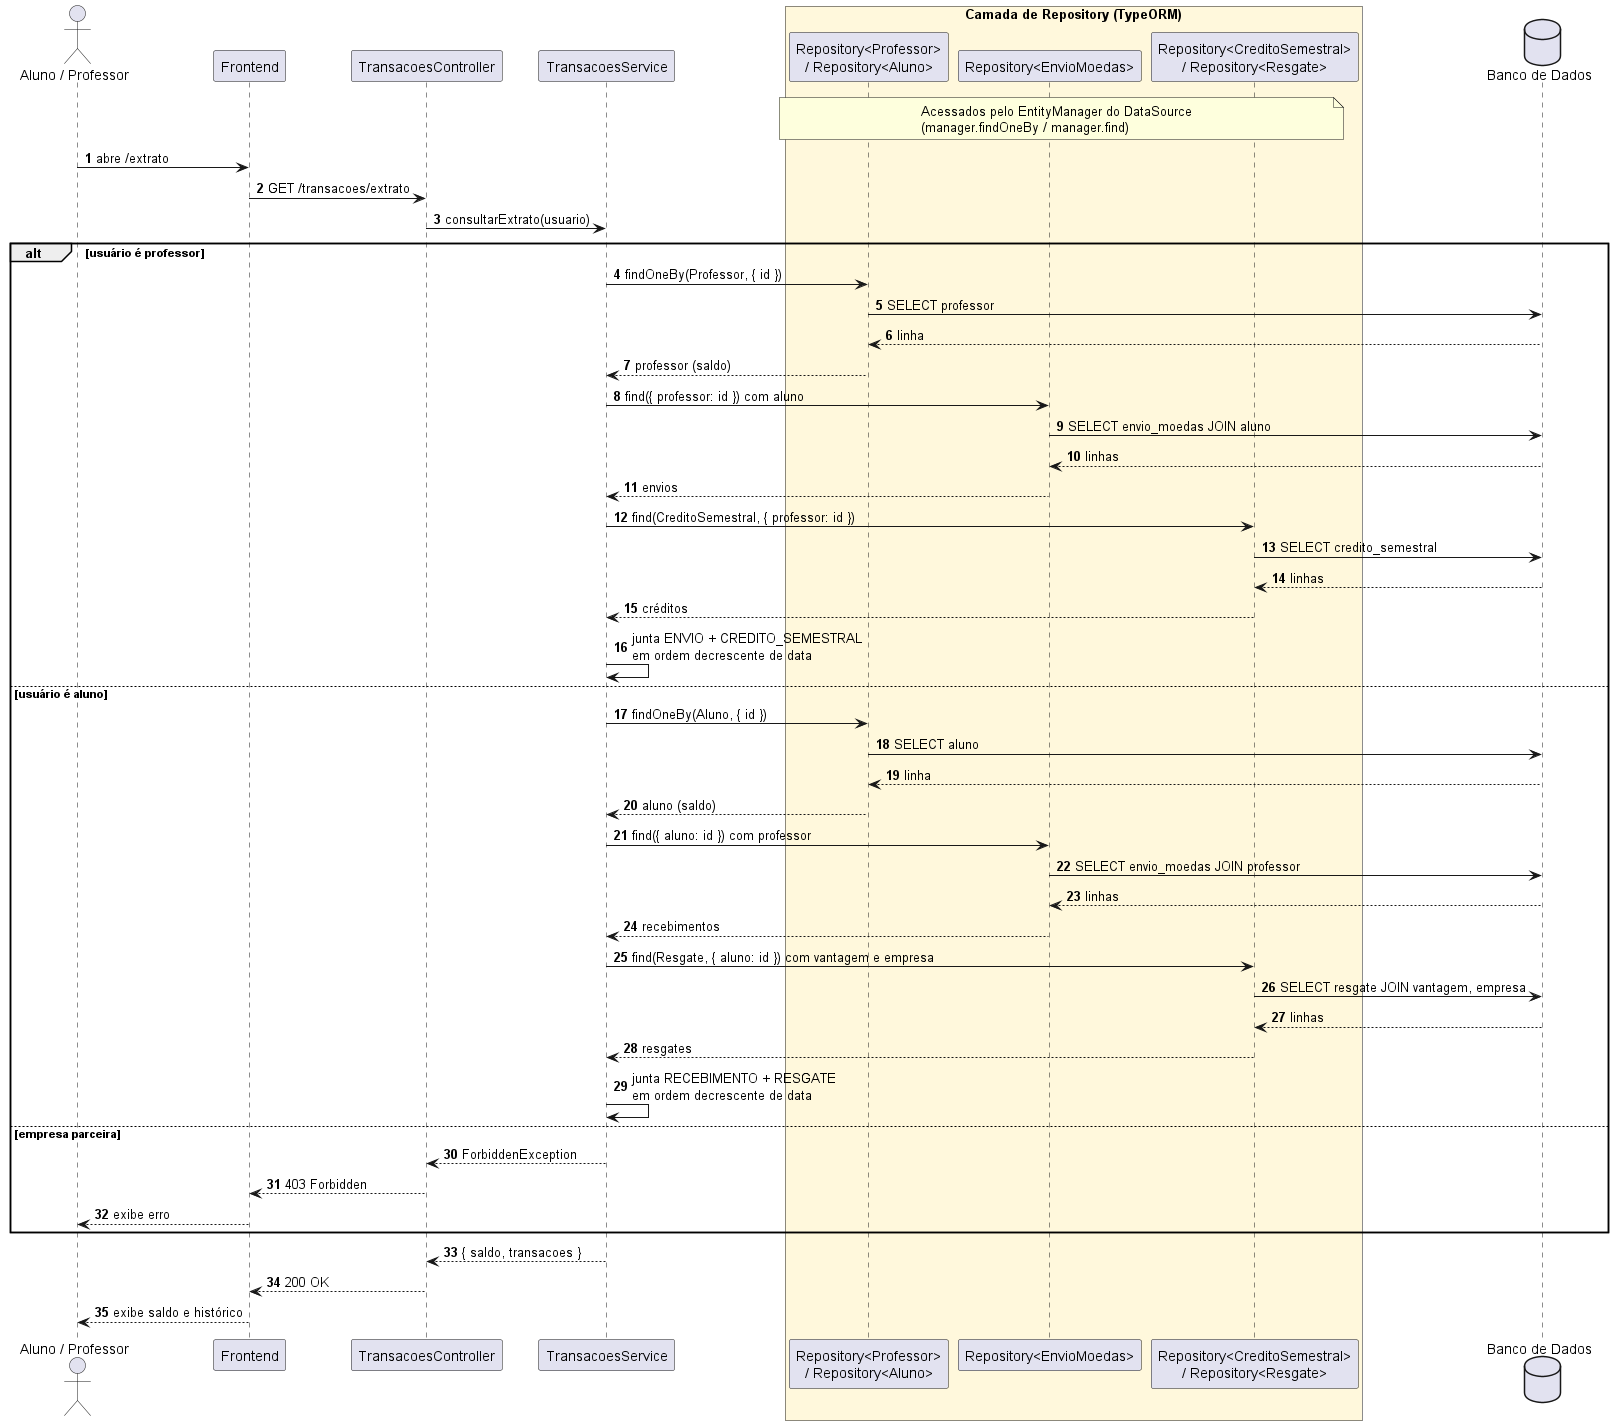 Camada de Repository (TypeORM)
Aluno / Professor
Frontend
TransacoesController
TransacoesService
Repository<Professor>
/ Repository<Aluno>
Repository<EnvioMoedas>
Repository<CreditoSemestral>
/ Repository<Resgate>
Banco de Dados
Acessados pelo EntityManager do DataSource
(manager.findOneBy / manager.find)
1 abre /extrato
2 GET /transacoes/extrato
3 consultarExtrato(usuario)
alt [usuário é professor]
4 findOneBy(Professor, { id })
5 SELECT professor
6 linha
7 professor (saldo)
8 find({ professor: id }) com aluno
9 SELECT envio_moedas JOIN aluno
10 linhas
11 envios
12 find(CreditoSemestral, { professor: id })
13 SELECT credito_semestral
14 linhas
15 créditos
16 junta ENVIO + CREDITO_SEMESTRAL
em ordem decrescente de data
[usuário é aluno]
17 findOneBy(Aluno, { id })
18 SELECT aluno
19 linha
20 aluno (saldo)
21 find({ aluno: id }) com professor
22 SELECT envio_moedas JOIN professor
23 linhas
24 recebimentos
25 find(Resgate, { aluno: id }) com vantagem e empresa
26 SELECT resgate JOIN vantagem, empresa
27 linhas
28 resgates
29 junta RECEBIMENTO + RESGATE
em ordem decrescente de data
[empresa parceira]
30 ForbiddenException
31 403 Forbidden
32 exibe erro
33 { saldo, transacoes }
34 200 OK
35 exibe saldo e histórico
Aluno / Professor
Frontend
TransacoesController
TransacoesService
Repository<Professor>
/ Repository<Aluno>
Repository<EnvioMoedas>
Repository<CreditoSemestral>
/ Repository<Resgate>
Banco de Dados